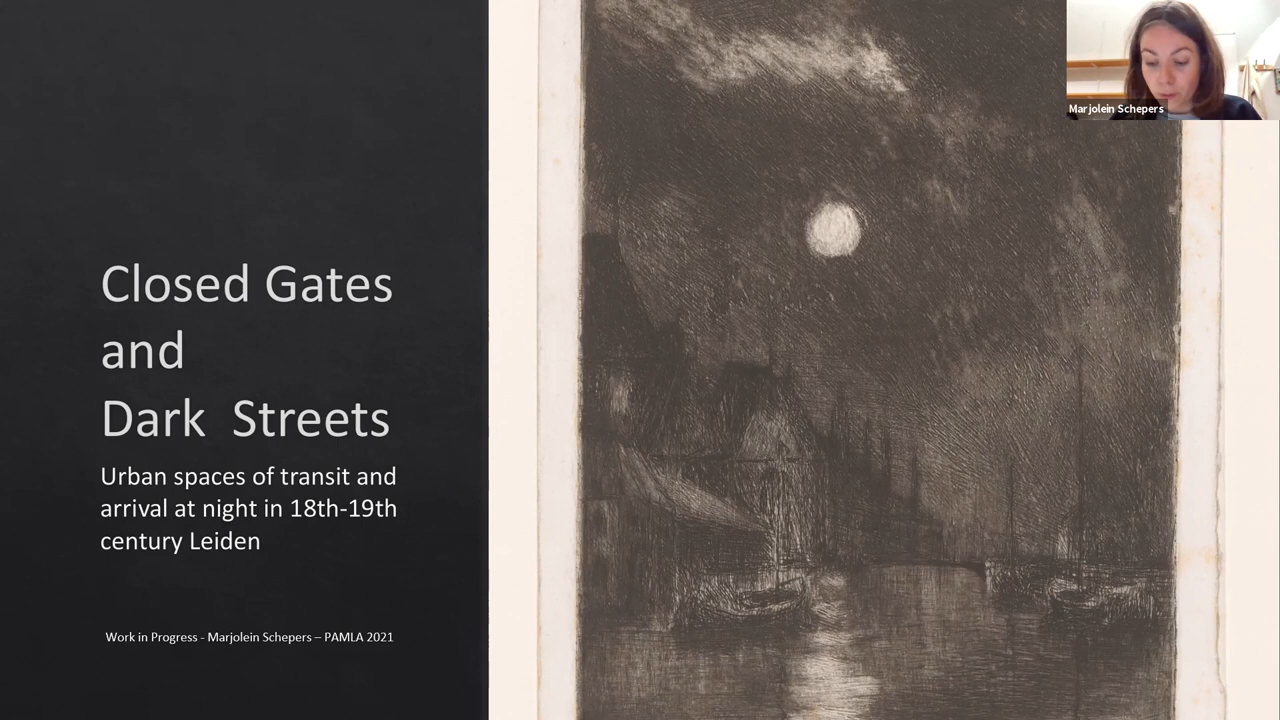 Closed Gates
and
Dark Streets
Urban spaces of transit and
arrival at night in 18th-19th
century Leiden
Work in Progress - Marjolein Schepers – PAMLA 2021
Marjolein Schepers